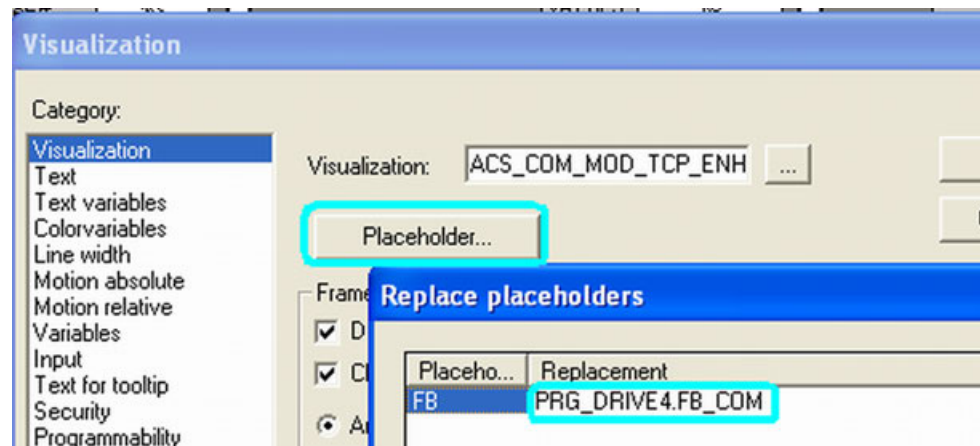 Visualization
Category:
Visualization
Text
Text variables
Colorvariables
Line width
Motion absolute
Motion relative
Variables
Input
Text for tooltip
Security
Programmability
Visualization: ACS_COM_MOD_TCP_ENH ...
Placeholder...
Frame
D
Cl
Replace placeholders
Placeho... Replacement
FB PRG_DRIVE4.FB_COM